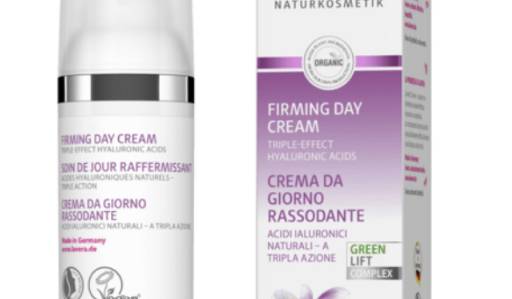 FIRMING DAY CREAM
TRIPLE-EFFECT HYALURONIC ACIDS
SOIN DE JOUR RAFFERMISSANT
ACIDES HYALURONIQUES NATURELS –
TRIPLE ACTION
CREMA DA GIORNO
RASSODANTE
ACIDI IALURONICI NATURALI – A TRIPLA AZIONE
Made in Germany
www.lavera.de
NATURKOSMETIK
ORGANIC
FIRMING DAY
CREAM
TRIPLE-EFFECT
HYALURONIC ACIDS
CREMA DA
GIORNO
RASSODANTE
ACIDI IALURONICI
NATURALI – A
TRIPLA AZIONE
GREEN
LIFT
COMPLEX